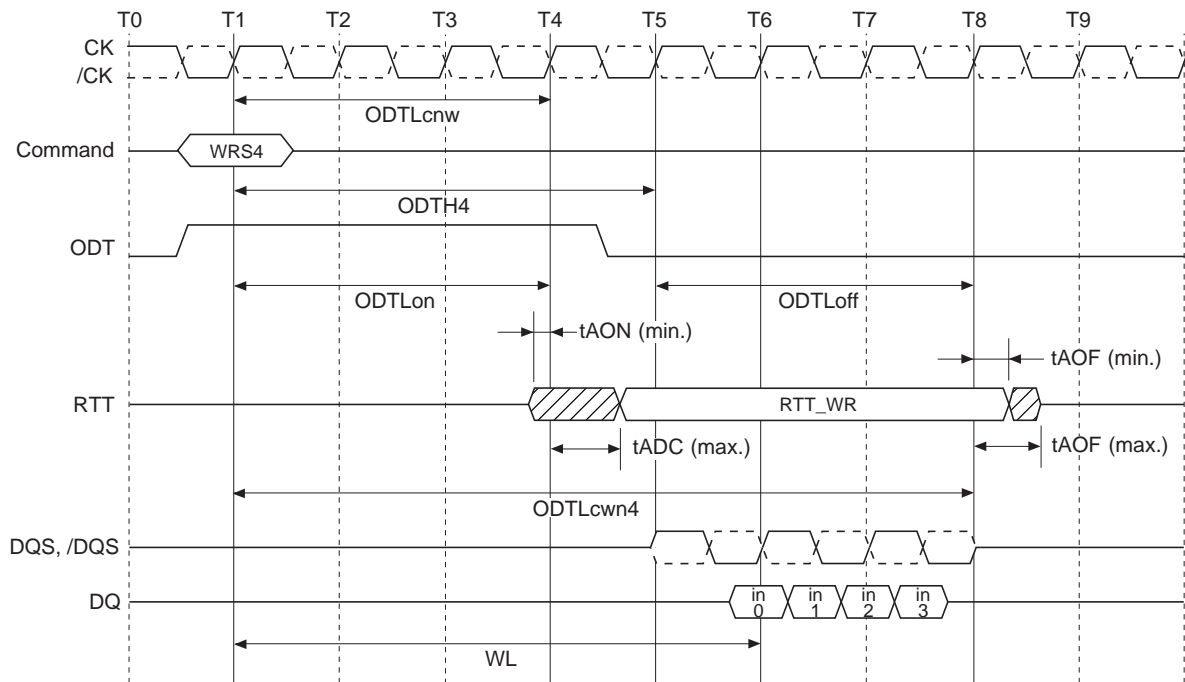 T0 T1 T2 T3 T4 T5 T6 T7 T8 T9
CK
/CK
ODTLcnw
Command WRS4
ODTH4
ODT
ODTLon ODTLoff
tAON (min.)
tAOF (min.)
RTT RTT_WR
tADC (max.) tAOF (max.)
ODTLcwn4
DQS, /DQS
DQ in in in in
0 1 2 3
WL